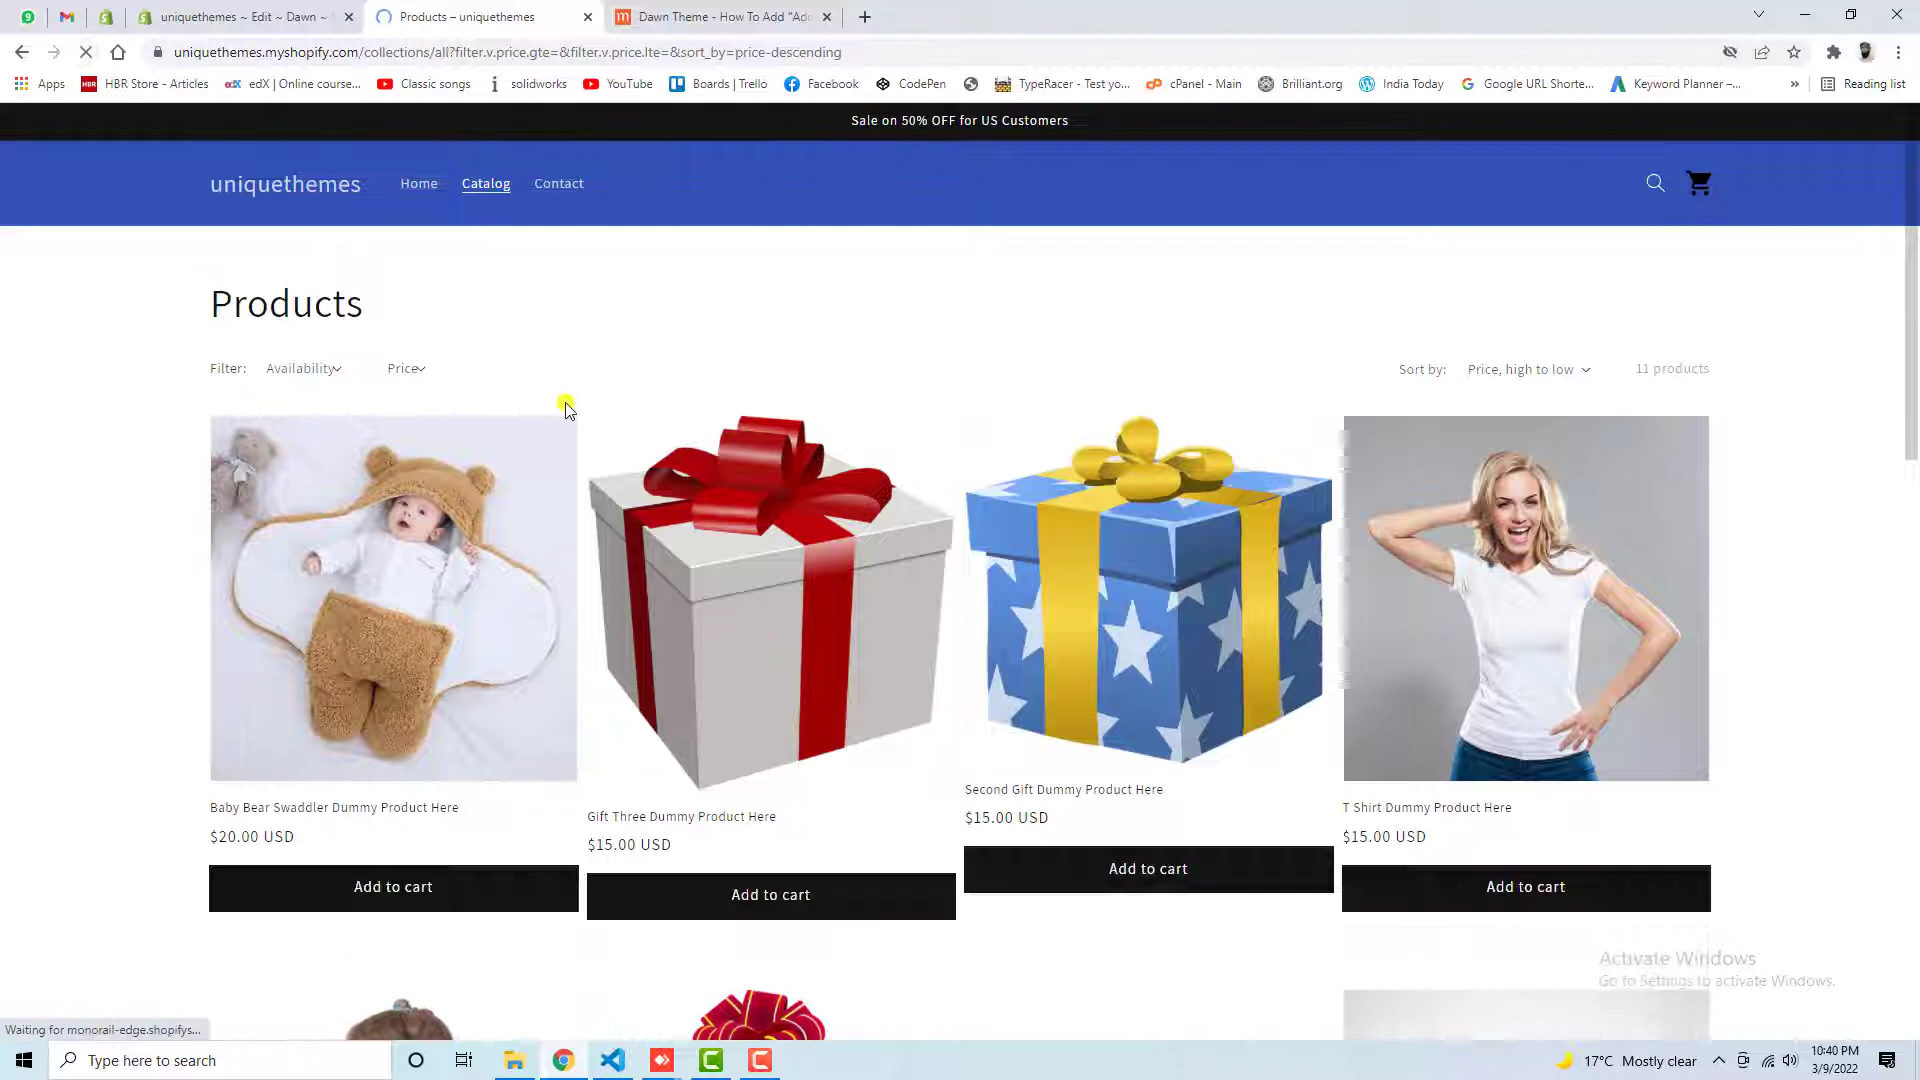 uniquethemes ~ Edit ~ Dawn ~
Products – uniquethemes
Dawn Theme - How To Add "Ad
uniquethemes.myshopify.com/collections/all?filter.v.price.gte=&filter.v.price.lte=&sort_by=price-descending
Apps
HBR Store - Articles
edX | Online course...
Classic songs
solidworks
YouTube
Boards | Trello
Facebook
CodePen
TypeRacer - Test yo...
cPanel - Main
Brilliant.org
India Today
Google URL Shorte...
Keyword Planner –...
»
Reading list
Sale on 50% OFF for US Customers
uniquethemes
Home
Catalog
Contact
Products
Filter:
Availability
Price
Sort by:
Price, high to low
11 products
Baby Bear Swaddler Dummy Product Here
$20.00 USD
Add to cart
Gift Three Dummy Product Here
$15.00 USD
Add to cart
Second Gift Dummy Product Here
$15.00 USD
Add to cart
T Shirt Dummy Product Here
$15.00 USD
Add to cart
Activate Windows
Go to Settings to activate Windows.
Waiting for monorail-edge.shopifys...
Type here to search
17°C Mostly clear
10:40 PM
3/9/2022